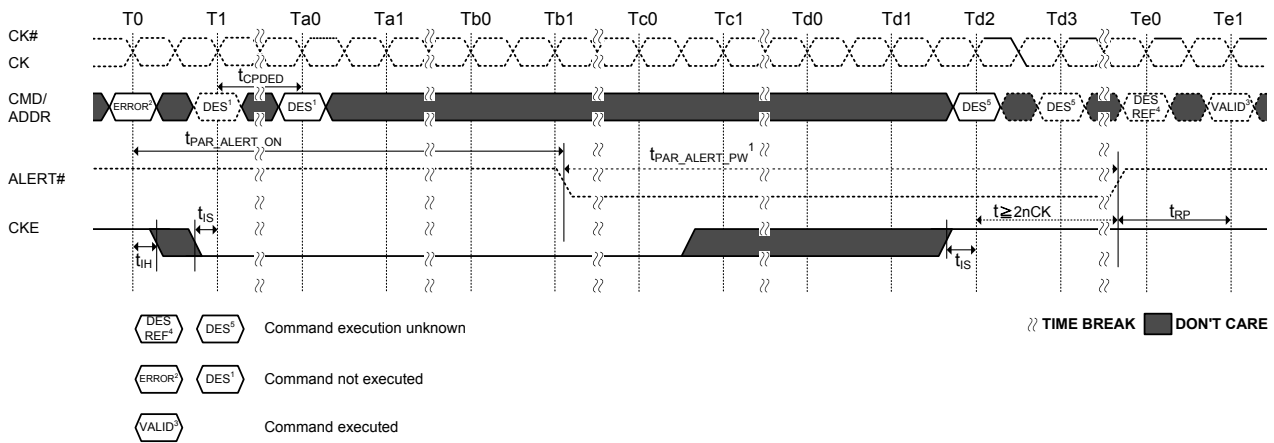 T0 T1 Ta0 Ta1 Tb0 Tb1 Tc0 Tc1 Td0 Td1 Td2 Td3 Te0 Te1
CK#
CK
tCPDED
CMD/
ADDR
ERROR2 DES1 DES1 DES5 DES5 DES
REF4 VALID3
tPAR_ALERT_ON
tPAR_ALERT_PW1
ALERT#
tIS
t≧2nCK
tRP
CKE
tIH
tIS
DES
REF4 DES5 Command execution unknown
TIME BREAK DON'T CARE
ERROR2 DES1 Command not executed
VALID3 Command executed